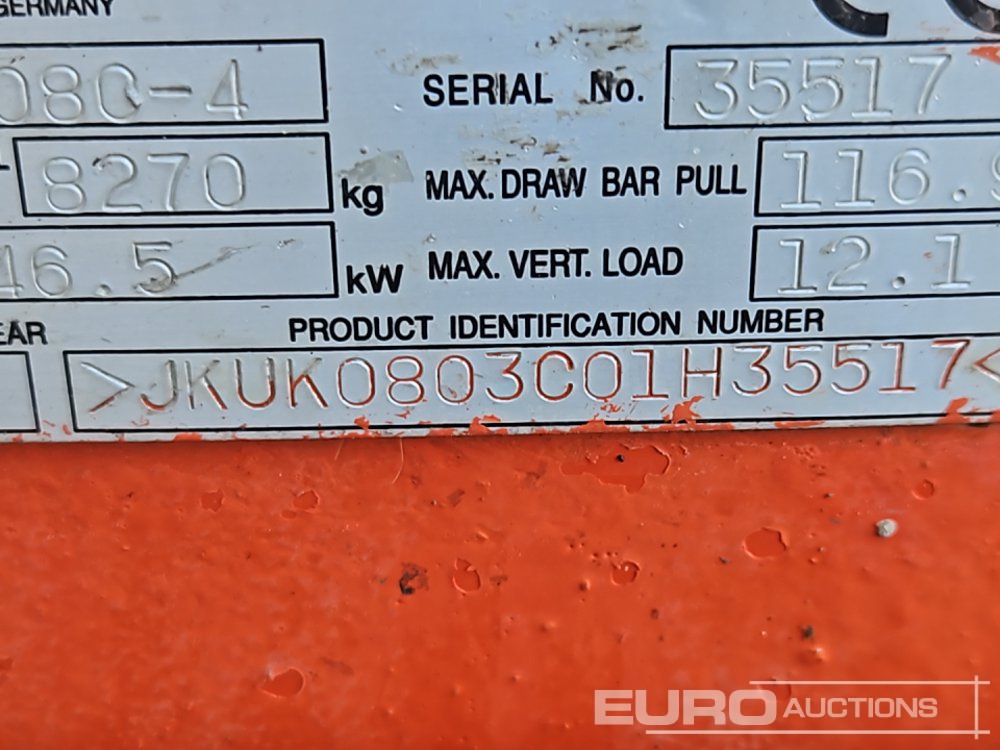 GERMANY
080-4 SERIAL No. 35517
8270 kg MAX. DRAW BAR PULL 116.9
46.5 kW MAX. VERT. LOAD 12.1
EAR PRODUCT IDENTIFICATION NUMBER
>JKUK0803C01H35517<
EURO AUCTIONS